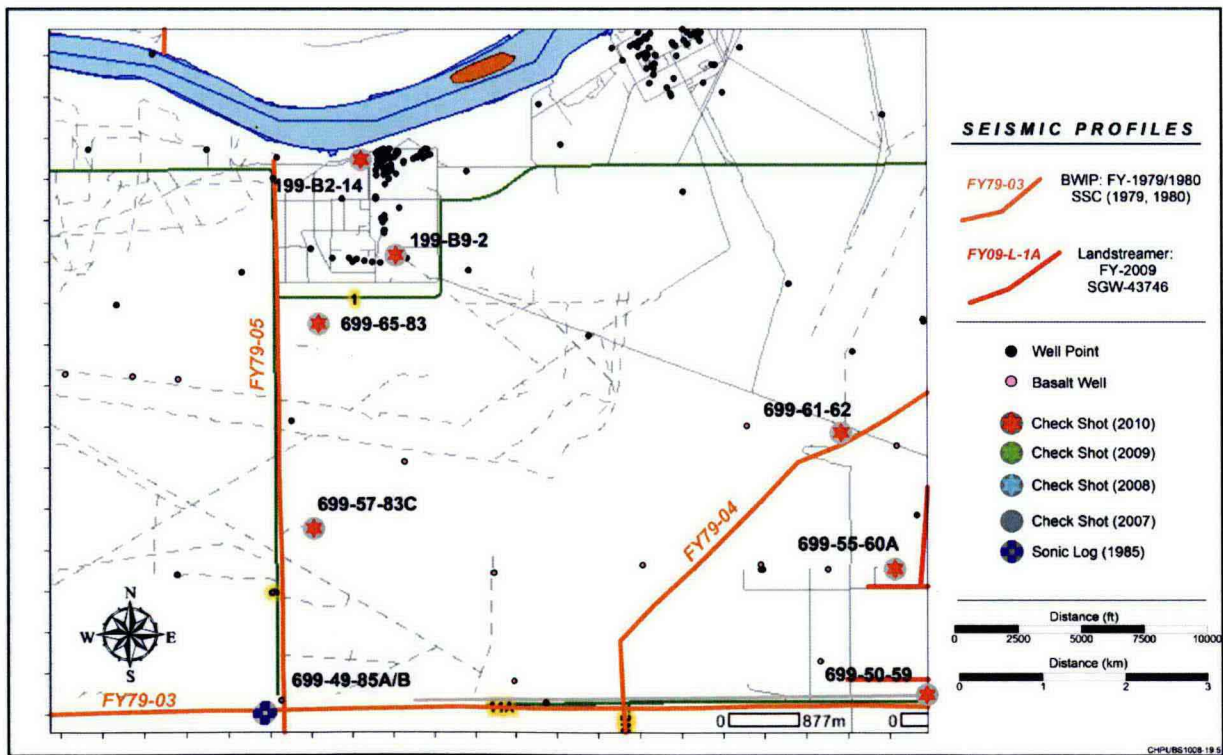 199-B2-14
199-B9-2
1
699-65-83
FY79-05
699-61-62
699-57-83C
FY79-04
699-55-60A
N
W E
S
699-49-85A/B
699-50-59
FY79-03
0 877m 0
SEISMIC PROFILES
FY79-03
BWIP: FY-1979/1980
SSC (1979, 1980)
FY09-L-1A
Landstreamer:
FY-2009
SGW-43746
Well Point
Basalt Well
Check Shot (2010)
Check Shot (2009)
Check Shot (2008)
Check Shot (2007)
Sonic Log (1985)
Distance (ft)
0 2500 5000 7500 10000
Distance (km)
0 1 2 3